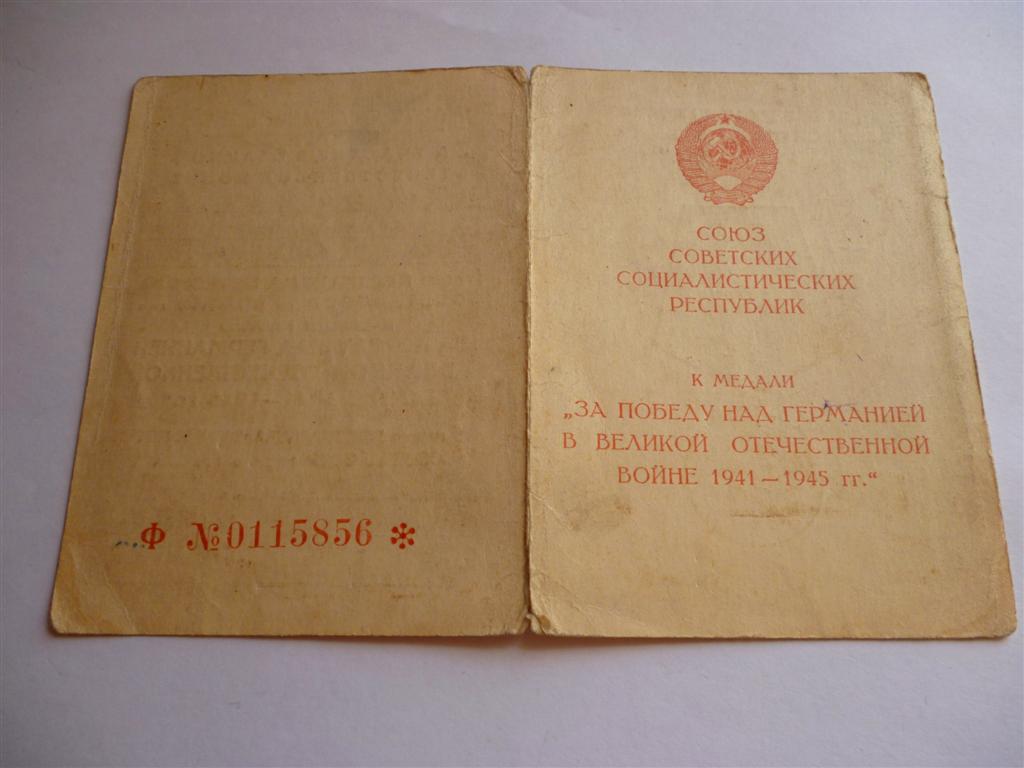 Ф №0115856 *
СОЮЗ
СОВЕТСКИХ
СОЦИАЛИСТИЧЕСКИХ
РЕСПУБЛИК
К МЕДАЛИ
„ЗА ПОБЕДУ НАД ГЕРМАНИЕЙ
В ВЕЛИКОЙ ОТЕЧЕСТВЕННОЙ
ВОЙНЕ 1941—1945 гг.“